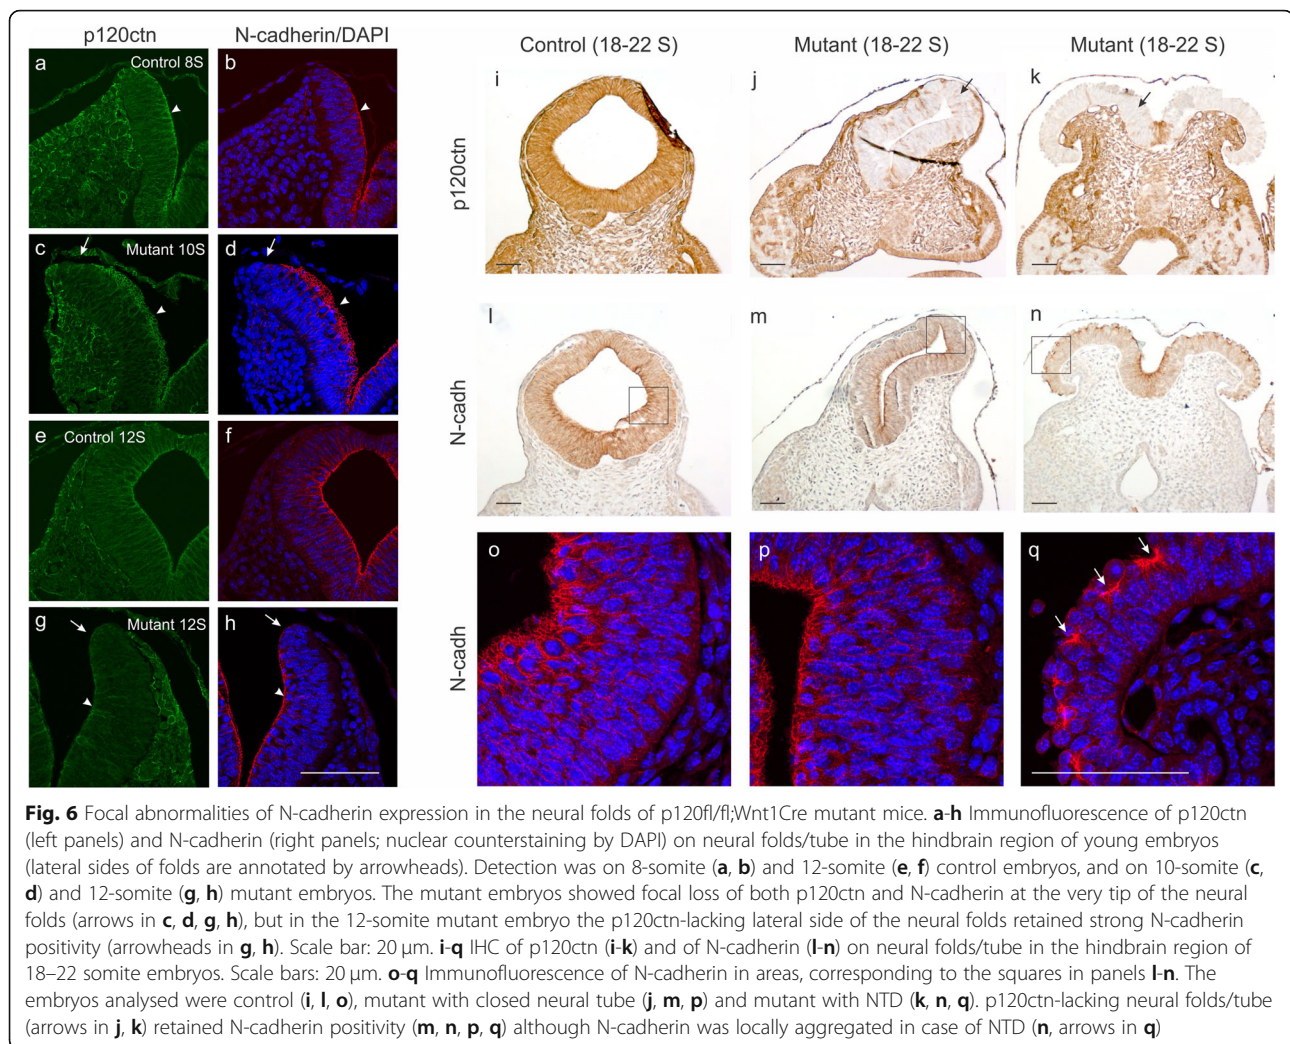 p120ctn
N-cadherin/DAPI
a
Control 8S
b
c
Mutant 10S
d
e
Control 12S
f
g
Mutant 12S
h
Control (18-22 S)
Mutant (18-22 S)
Mutant (18-22 S)
p120ctn
i
j
k
N-cadh
l
m
n
N-cadh
o
p
q
Fig. 6 Focal abnormalities of N-cadherin expression in the neural folds of p120fl/fl;Wnt1Cre mutant mice. a-h Immunofluorescence of p120ctn
(left panels) and N-cadherin (right panels; nuclear counterstaining by DAPI) on neural folds/tube in the hindbrain region of young embryos
(lateral sides of folds are annotated by arrowheads). Detection was on 8-somite (a, b) and 12-somite (e, f) control embryos, and on 10-somite (c,
d) and 12-somite (g, h) mutant embryos. The mutant embryos showed focal loss of both p120ctn and N-cadherin at the very tip of the neural
folds (arrows in c, d, g, h), but in the 12-somite mutant embryo the p120ctn-lacking lateral side of the neural folds retained strong N-cadherin
positivity (arrowheads in g, h). Scale bar: 20 μm. i-q IHC of p120ctn (i-k) and of N-cadherin (l-n) on neural folds/tube in the hindbrain region of
18–22 somite embryos. Scale bars: 20 μm. o-q Immunofluorescence of N-cadherin in areas, corresponding to the squares in panels l-n. The
embryos analysed were control (i, l, o), mutant with closed neural tube (j, m, p) and mutant with NTD (k, n, q). p120ctn-lacking neural folds/tube
(arrows in j, k) retained N-cadherin positivity (m, n, p, q) although N-cadherin was locally aggregated in case of NTD (n, arrows in q)